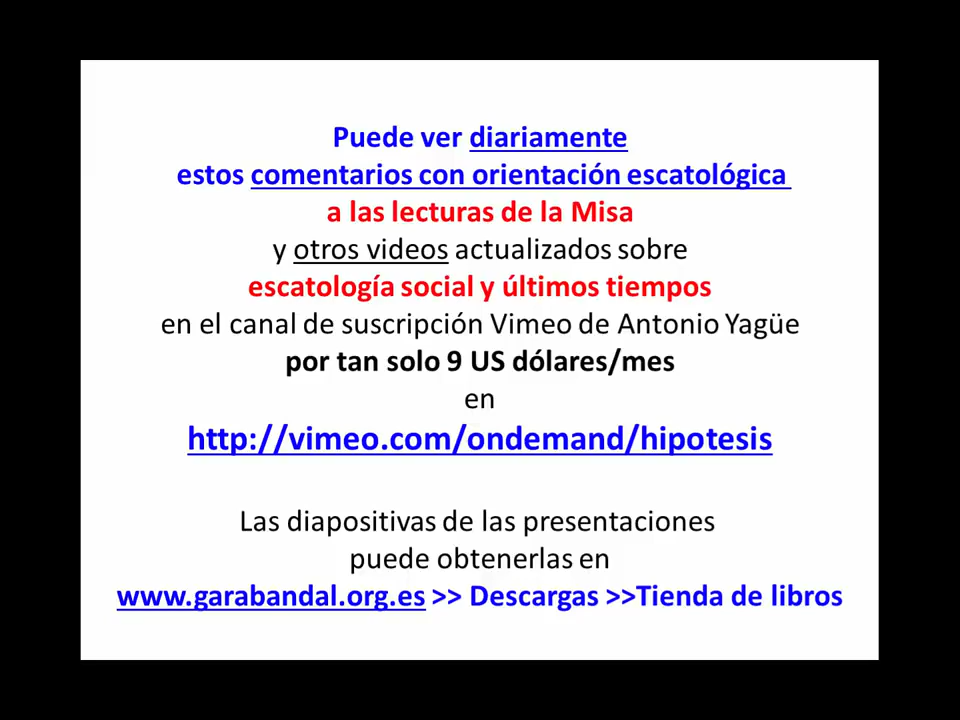 Puede ver diariamente
estos comentarios con orientación escatológica
a las lecturas de la Misa
y otros videos actualizados sobre
escatología social y últimos tiempos
en el canal de suscripción Vimeo de Antonio Yagüe
por tan solo 9 US dólares/mes
en
http://vimeo.com/ondemand/hipotesis
Las diapositivas de las presentaciones
puede obtenerlas en
www.garabandal.org.es >> Descargas >>Tienda de libros